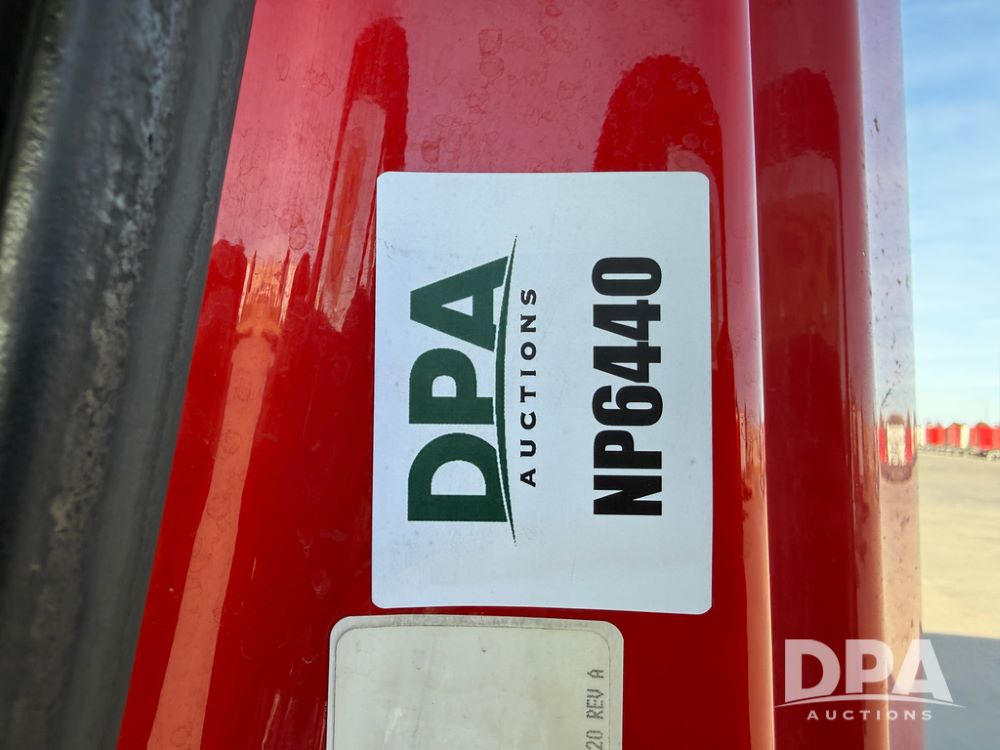 DPA
AUCTIONS
NP6440
20 REV A
DPA
AUCTIONS